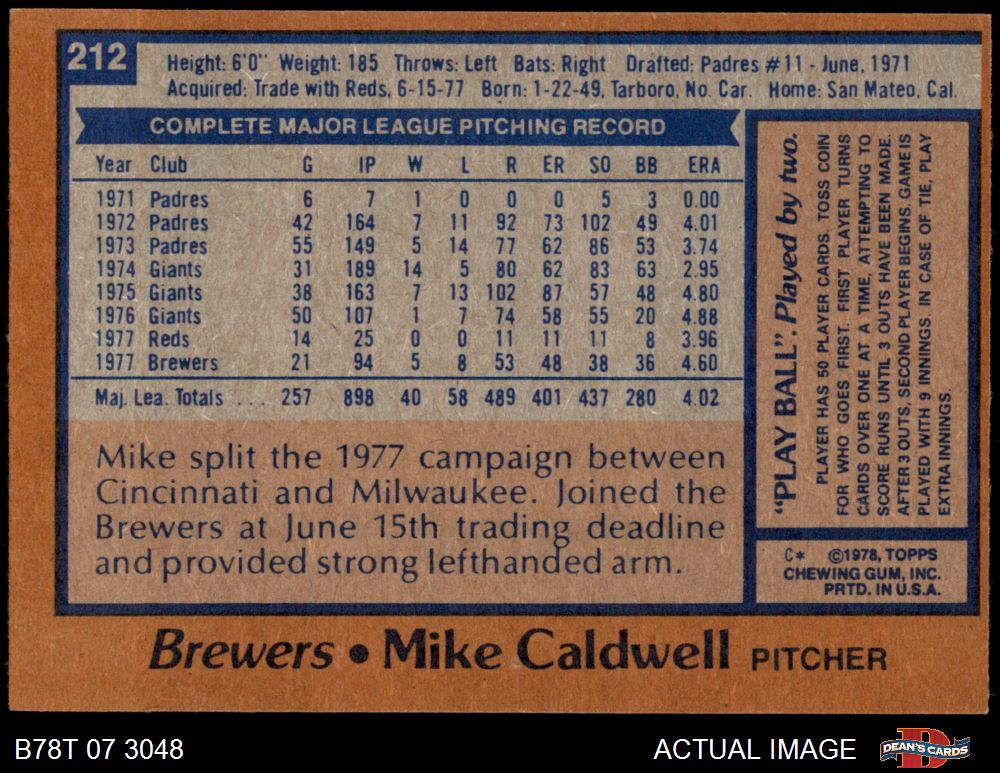 212
Height: 6'0" Weight: 185 Throws: Left Bats: Right Drafted: Padres #11 - June, 1971
Acquired: Trade with Reds, 6-15-77 Born: 1-22-49, Tarboro, No. Car. Home: San Mateo, Cal.
COMPLETE MAJOR LEAGUE PITCHING RECORD
Year Club G IP W L R ER SO BB ERA
1971 Padres 6 7 1 0 0 0 5 3 0.00
1972 Padres 42 164 7 11 92 73 102 49 4.01
1973 Padres 55 149 5 14 77 62 86 53 3.74
1974 Giants 31 189 14 5 80 62 83 63 2.95
1975 Giants 38 163 7 13 102 87 57 48 4.80
1976 Giants 50 107 1 7 74 58 55 20 4.88
1977 Reds 14 25 0 0 11 11 11 8 3.96
1977 Brewers 21 94 5 8 53 48 38 36 4.60
Maj. Lea. Totals . . . 257 898 40 58 489 401 437 280 4.02
Mike split the 1977 campaign between
Cincinnati and Milwaukee. Joined the
Brewers at June 15th trading deadline
and provided strong lefthanded arm.
"PLAY BALL". Played by two.
PLAYER HAS 50 PLAYER CARDS. TOSS COIN
FOR WHO GOES FIRST. FIRST PLAYER TURNS
CARDS OVER ONE AT A TIME, ATTEMPTING TO
SCORE RUNS UNTIL 3 OUTS HAVE BEEN MADE.
AFTER 3 OUTS, SECOND PLAYER BEGINS. GAME IS
PLAYED WITH 9 INNINGS. IN CASE OF TIE, PLAY
EXTRA INNINGS.
C* ©1978, TOPPS
CHEWING GUM, INC.
PRTD. IN U.S.A.
Brewers • Mike Caldwell PITCHER
B78T 07 3048
ACTUAL IMAGE
DEAN'S CARDS